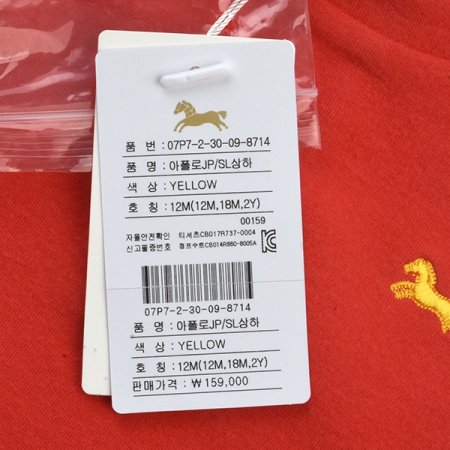 품 번 : 07P7-2-30-09-8714
품 명 : 아폴로JP/SL상하
색 상 : YELLOW
호 칭 : 12M(12M,18M,2Y)
00159
자율안전확인 티셔츠CB017R737-0004
신고필증번호 점프수트CB014R860-8005A
07P7-2-30-09-8714
품 명 : 아폴로JP/SL상하
색 상 : YELLOW
호 칭 : 12M(12M,18M,2Y)
판매가격 : ₩ 159,000